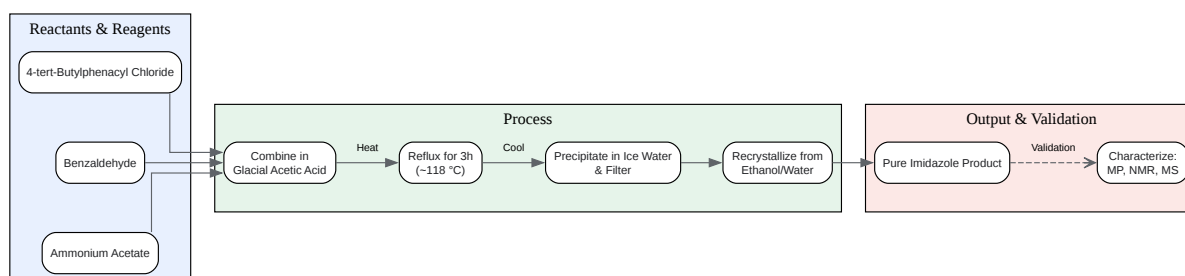 Reactants & Reagents
4-tert-Butylphenacyl Chloride
Benzaldehyde
Ammonium Acetate
Process
Combine in
Glacial Acetic Acid
Heat
Reflux for 3h
(~118 °C)
Cool
Precipitate in Ice Water
& Filter
Recrystallize from
Ethanol/Water
Output & Validation
Pure Imidazole Product
Validation
Characterize:
MP, NMR, MS